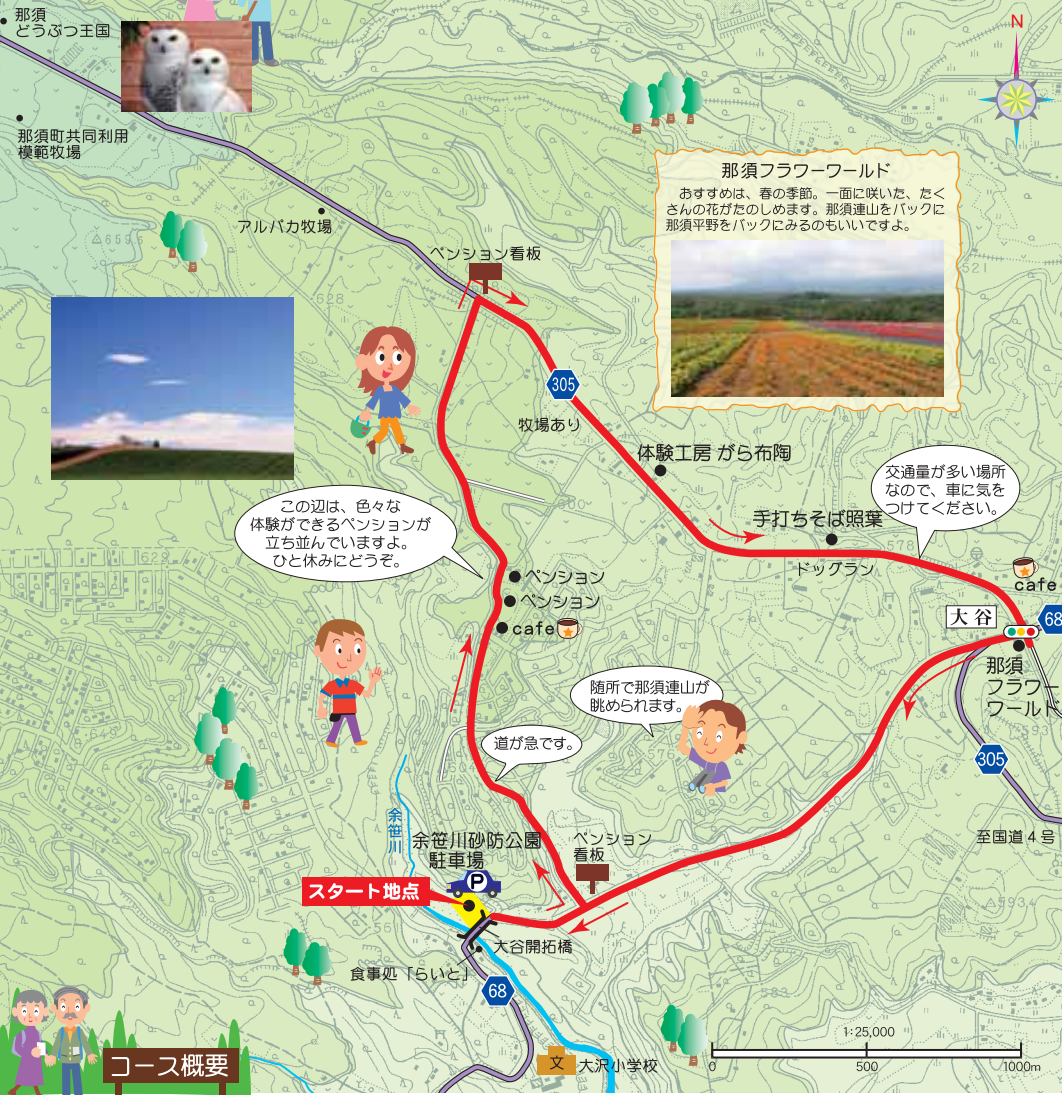 那須
どうぶつ王国
那須町共同利用
模範牧場
アルパカ牧場
N
那須フラワーワールド
おすすめは、春の季節。一面に咲いた、たく
さんの花がたのしめます。那須連山をバックに
那須平野をバックにみるのもいいですよ。
ペンション看板
305
牧場あり
体験工房 がら布陶
交通量が多い場所
なので、車に気を
つけてください。
手打ちそば照葉
ドッグラン
cafe
大谷
68
那須
フラワー
ワールド
305
至国道4号
この辺は、色々な
体験ができるペンションが
立ち並んでいますよ。
ひと休みにどうぞ。
ペンション
ペンション
cafe
随所で那須連山が
眺められます。
道が急です。
余笹川
余笹川砂防公園
駐車場
P
ペンション
看板
スタート地点
大谷開拓橋
食事処「らいと」
68
文
大沢小学校
1:25,000
0 500 1000m
コース概要
659.5
628
521
600
629
578
593